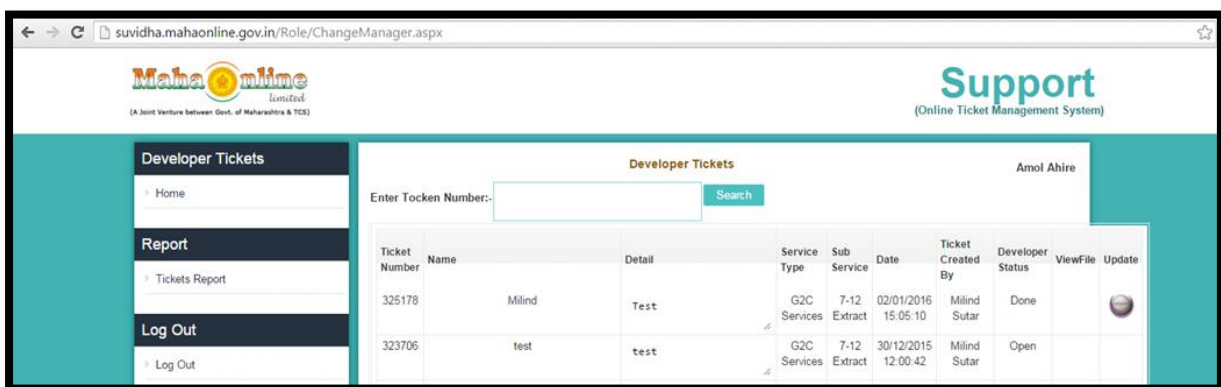 suvidha.mahaonline.gov.in/Role/ChangeManager.aspx
Maha Online
limited
(A Joint Venture between Govt. of Maharashtra & TCS)
Support
(Online Ticket Management System)
Developer Tickets
Home
Report
Tickets Report
Log Out
Log Out
Developer Tickets
Amol Ahire
Enter Tocken Number:-
Search
Ticket Number Name Detail Service Type Sub Service Date Ticket Created By Developer Status ViewFile Update
325178 Milind Test G2C Services 7-12 Extract 02/01/2016 15:05:10 Milind Sutar Done
323706 test test G2C Services 7-12 Extract 30/12/2015 12:00:42 Milind Sutar Open